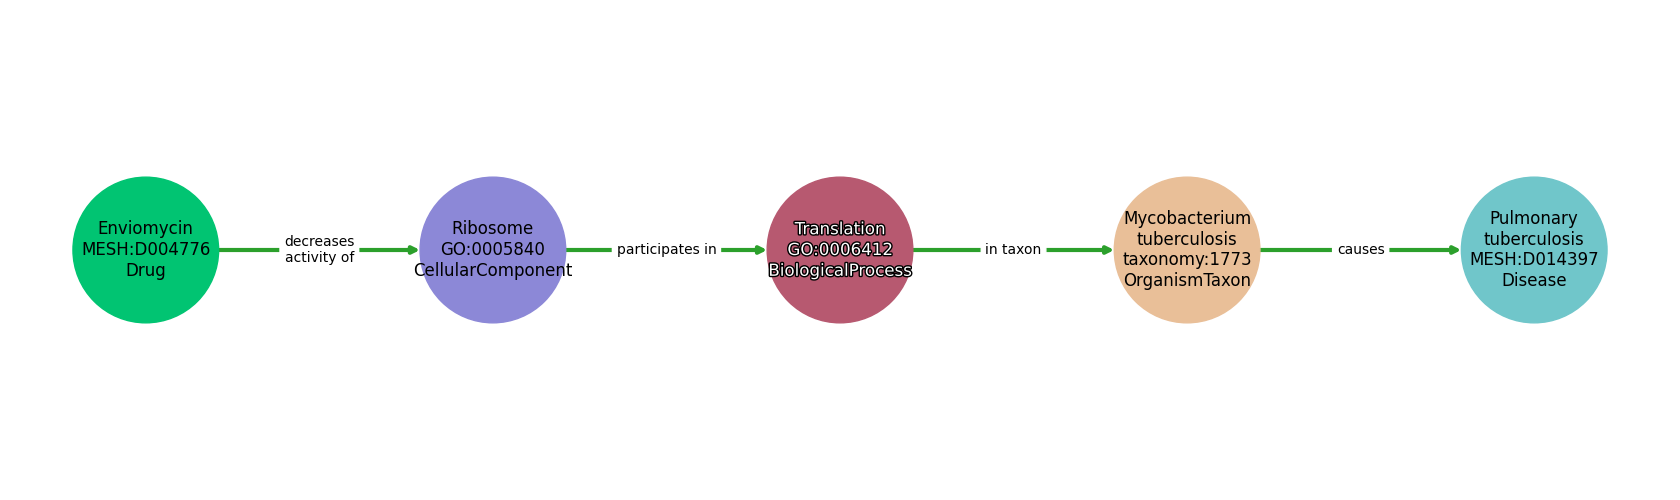 Enviomycin
MESH:D004776
Drug
decreases
activity of
Ribosome
GO:0005840
CellularComponent
participates in
Translation
GO:0006412
BiologicalProcess
in taxon
Mycobacterium
tuberculosis
taxonomy:1773
OrganismTaxon
causes
Pulmonary
tuberculosis
MESH:D014397
Disease